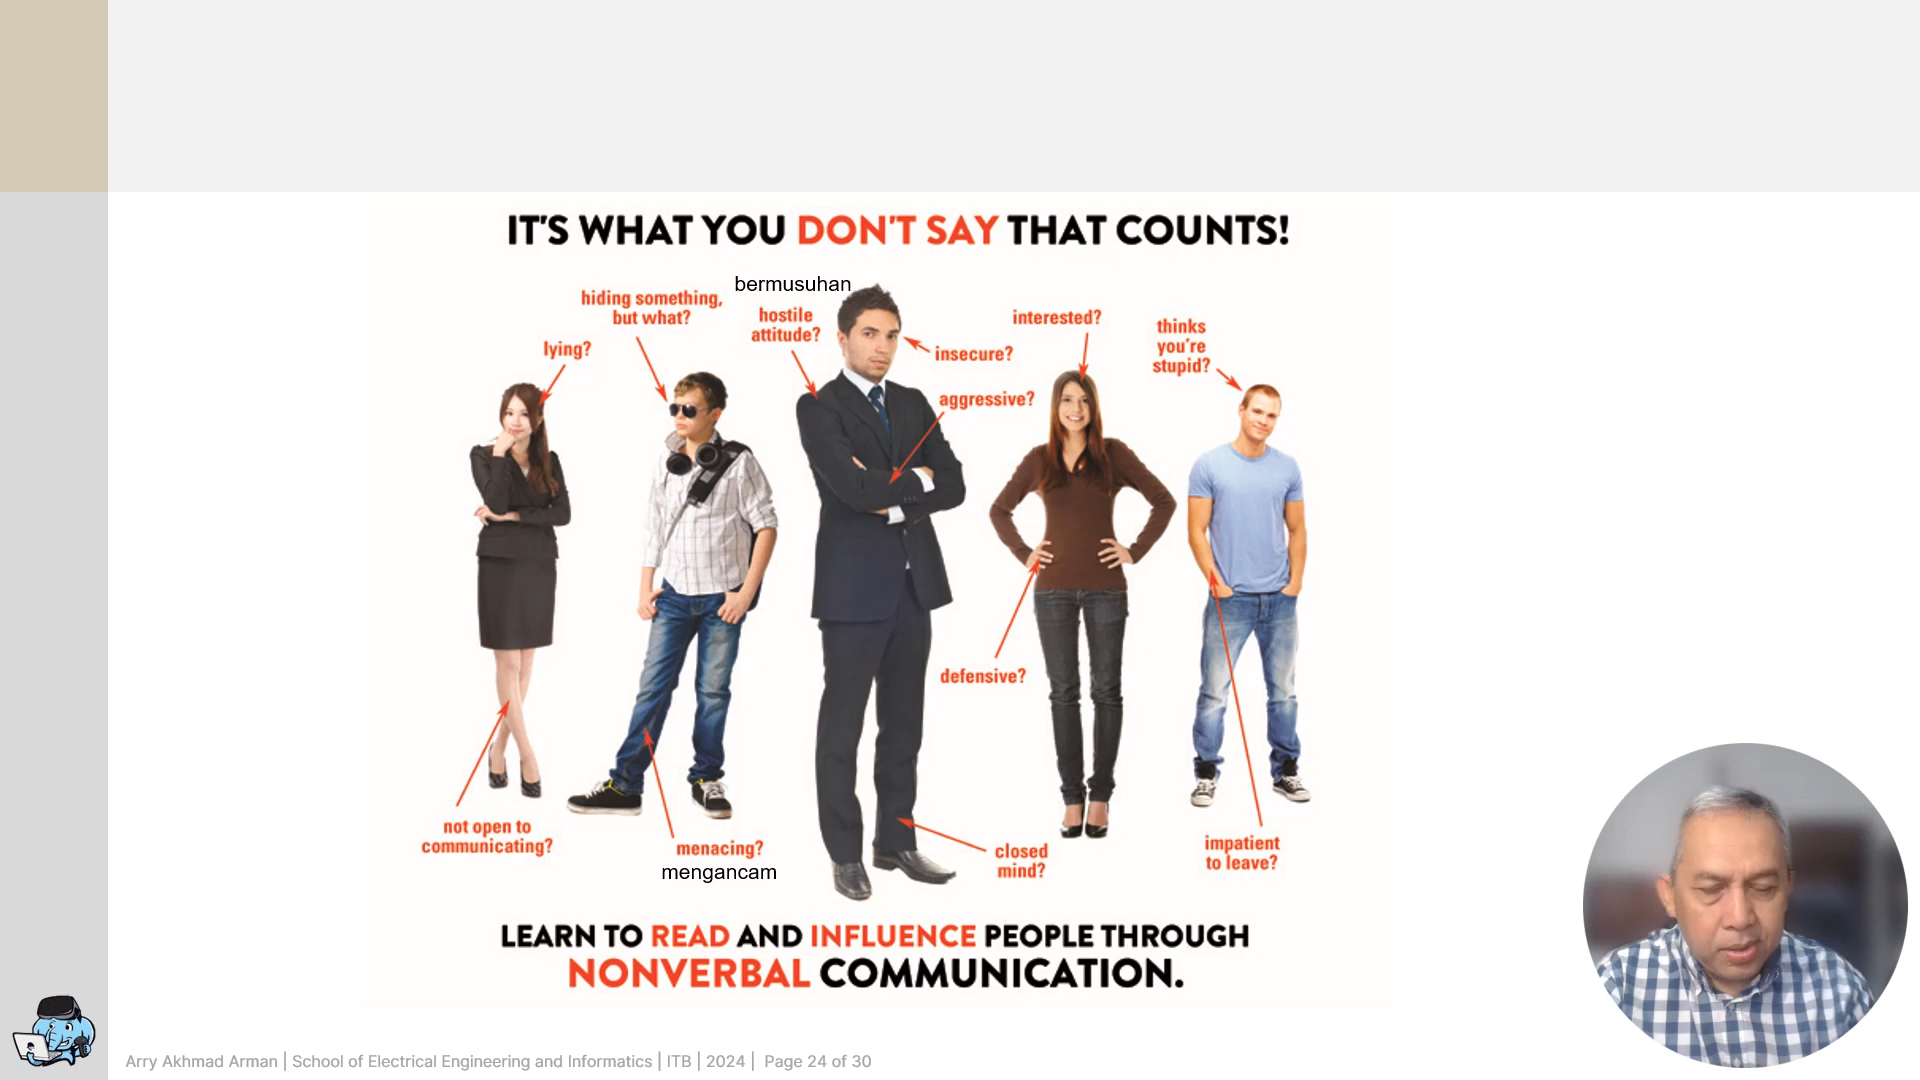 IT'S WHAT YOU DON'T SAY THAT COUNTS!
bermusuhan
hiding something,
but what?
hostile
attitude?
interested?
thinks
you're
stupid?
lying?
insecure?
aggressive?
defensive?
not open to
communicating?
menacing?
mengancam
closed
mind?
impatient
to leave?
LEARN TO READ AND INFLUENCE PEOPLE THROUGH
NONVERBAL COMMUNICATION.
Arry Akhmad Arman | School of Electrical Engineering and Informatics | ITB | 2024 | Page 24 of 30